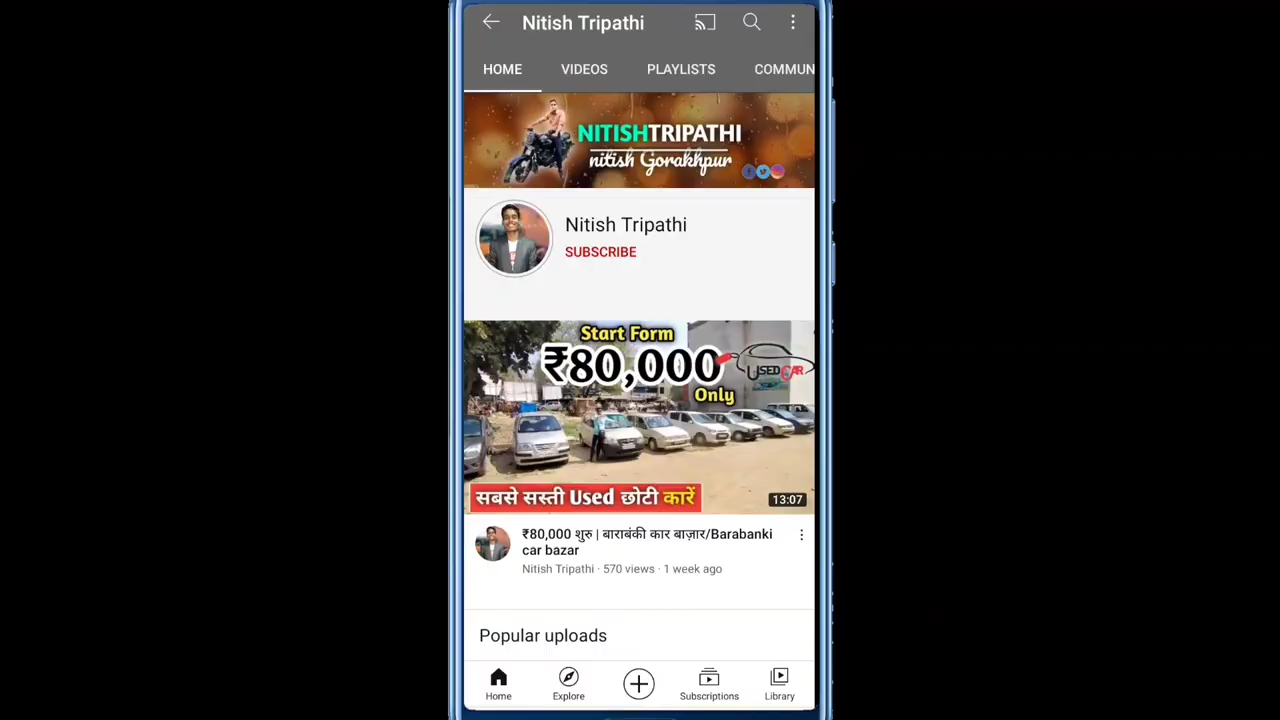 Nitish Tripathi
HOME VIDEOS PLAYLISTS COMMUN
NITISHTRIPATHI
nitish Gorakhpur
Nitish Tripathi
SUBSCRIBE
Start Form
₹80,000
Only
USED CAR
सबसे सस्ती Used छोटी कारें
13:07
₹80,000 शुरु | बाराबंकी कार बाज़ार/Barabanki
car bazar
Nitish Tripathi · 570 views · 1 week ago
Popular uploads
Home Explore Subscriptions Library